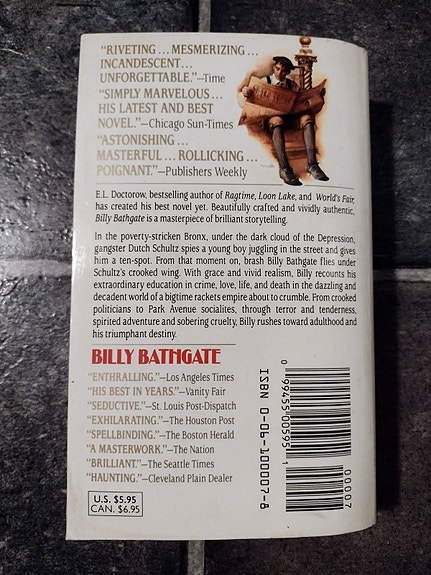 “RIVETING ... MESMERIZING ...
INCANDESCENT ...
UNFORGETTABLE.”—Time
“SIMPLY MARVELOUS ...
HIS LATEST AND BEST
NOVEL.”—Chicago Sun-Times
“ASTONISHING ...
MASTERFUL ... ROLLICKING ...
POIGNANT.”—Publishers Weekly
E.L. Doctorow, bestselling author of Ragtime, Loon Lake, and World's Fair,
has created his best novel yet. Beautifully crafted and vividly authentic,
Billy Bathgate is a masterpiece of brilliant storytelling.
In the poverty-stricken Bronx, under the dark cloud of the Depression,
gangster Dutch Schultz spies a young boy juggling in the street and gives
him a ten-spot. From that moment on, brash Billy Bathgate flies under
Schultz's crooked wing. With grace and vivid realism, Billy recounts his
extraordinary education in crime, love, life, and death in the dazzling and
decadent world of a bigtime rackets empire about to crumble. From crooked
politicians to Park Avenue socialites, through terror and tenderness,
spirited adventure and sobering cruelty, Billy rushes toward adulthood and
his triumphant destiny.
BILLY BATHGATE
“ENTHRALLING.”—Los Angeles Times
“HIS BEST IN YEARS.”—Vanity Fair
“SEDUCTIVE.”—St. Louis Post-Dispatch
“EXHILARATING.”—The Houston Post
“SPELLBINDING.”—The Boston Herald
“A MASTERWORK.”—The Nation
“BRILLIANT.”—The Seattle Times
“HAUNTING.”—Cleveland Plain Dealer
U.S. $5.95
CAN. $6.95
ISBN 0-06-100007-8
0 99455 00595 1
00007